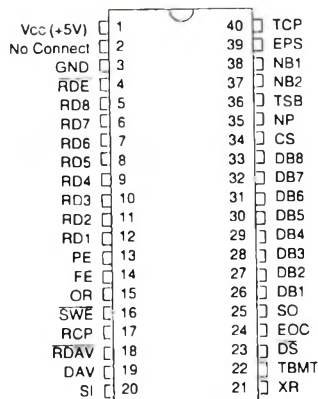 Vcc (+5V) 1 40 TCP
No Connect 2 39 EPS
GND 3 38 NB1
R̅D̅E̅ 4 37 NB2
RD8 5 36 TSB
RD7 6 35 NP
RD6 7 34 CS
RD5 8 33 DB8
RD4 9 32 DB7
RD3 10 31 DB6
RD2 11 30 DB5
RD1 12 29 DB4
PE 13 28 DB3
FE 14 27 DB2
OR 15 26 DB1
S̅W̅E̅ 16 25 SO
RCP 17 24 EOC
R̅D̅A̅V̅ 18 23 D̅S̅
DAV 19 22 TBMT
SI 20 21 XR